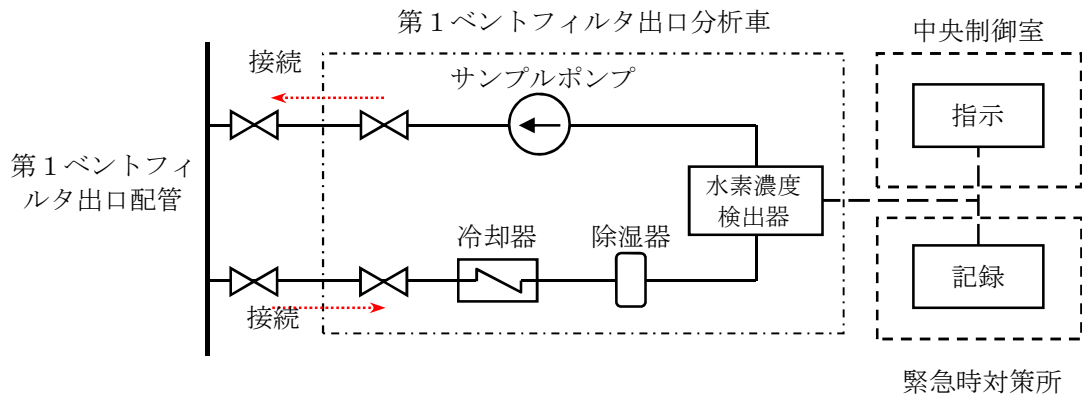 第１ベントフィルタ出口分析車
中央制御室
接続
サンプルポンプ
指示
第１ベントフィ
ルタ出口配管
水素濃度
検出器
冷却器
除湿器
記録
接続
緊急時対策所